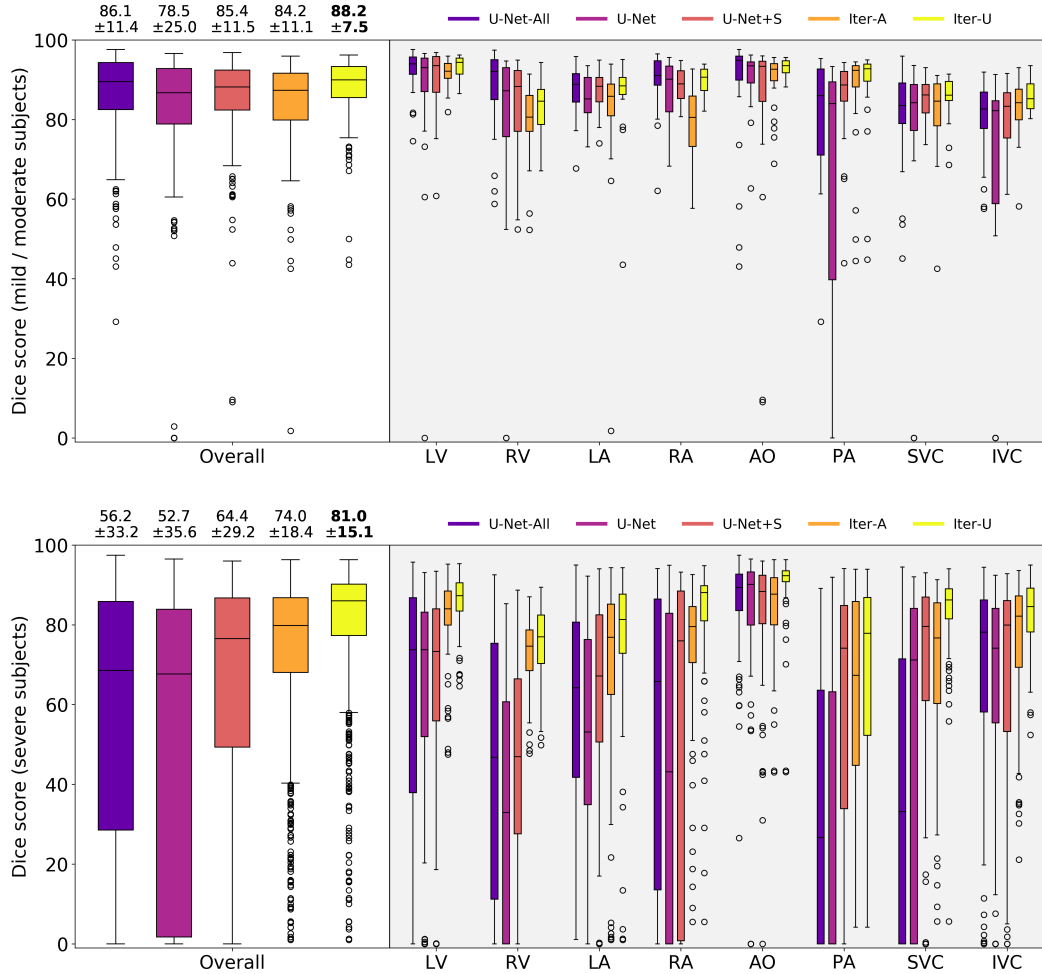 86.1 78.5 85.4 84.2 88.2
±11.4 ±25.0 ±11.5 ±11.1 ±7.5
U-Net-All U-Net U-Net+S Iter-A Iter-U
Dice score (mild / moderate subjects)
100
80
60
40
20
0
Overall LV RV LA RA AO PA SVC IVC
56.2 52.7 64.4 74.0 81.0
±33.2 ±35.6 ±29.2 ±18.4 ±15.1
U-Net-All U-Net U-Net+S Iter-A Iter-U
Dice score (severe subjects)
100
80
60
40
20
0
Overall LV RV LA RA AO PA SVC IVC